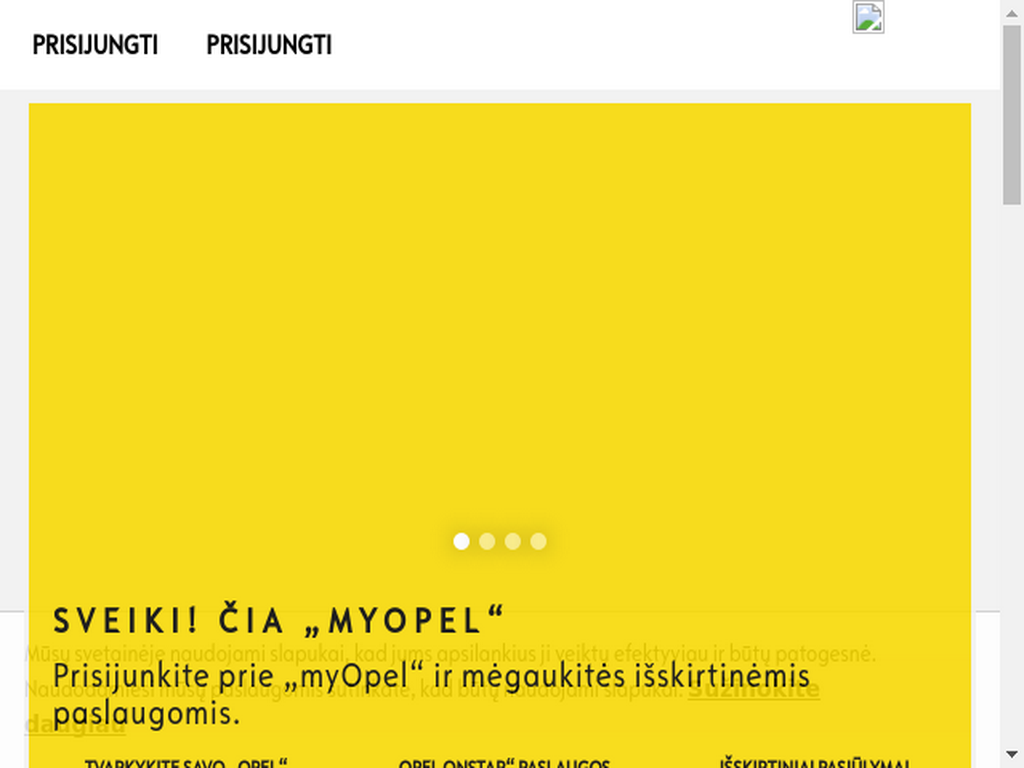 PRISIJUNGTI PRISIJUNGTI
SVEIKI! ČIA „MYOPEL“
Mūsų svetainėje naudojami slapukai, kad jums apsilankius ji veiktų efektyviau ir būtų patogesnė.
Prisijunkite prie „myOpel“ ir mėgaukitės išskirtinėmis
Naudodamiesi mūsų paslaugomis sutinkate, kad būtų naudojami slapukai. Sužinokite
paslaugomis.
daugiau
TVARKYKITE SAVO „OPEL“ OPEL ONSTAR“ PASLAUGOS IŠSKIRTINIAI PASIŪLYMAI